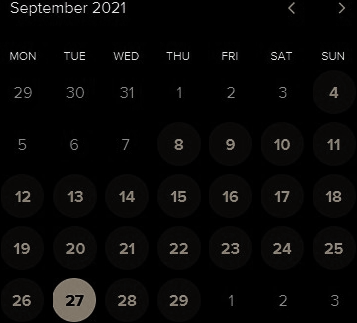 September 2021
MON TUE WED THU FRI SAT SUN
29 30 31 1 2 3 4
5 6 7 8 9 10 11
12 13 14 15 16 17 18
19 20 21 22 23 24 25
26 27 28 29 1 2 3